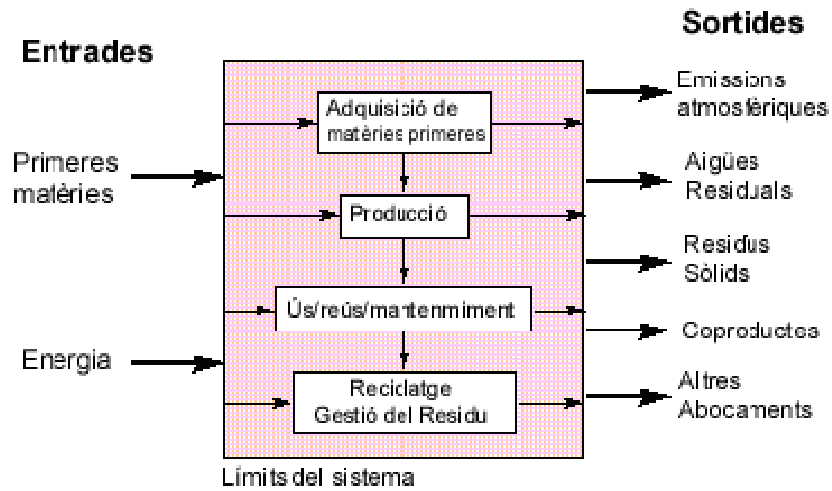 Entrades
Sortides
Primeres
matèries
Energia
Adquisició de
matèries primeres
Producció
Ús/reús/mantenmiment
Reciclatge
Gestió del Residu
Límits del sistema
Emissions
atmosfèriques
Aigües
Residuals
Residus
Sòlids
Coproductes
Altres
Abocaments